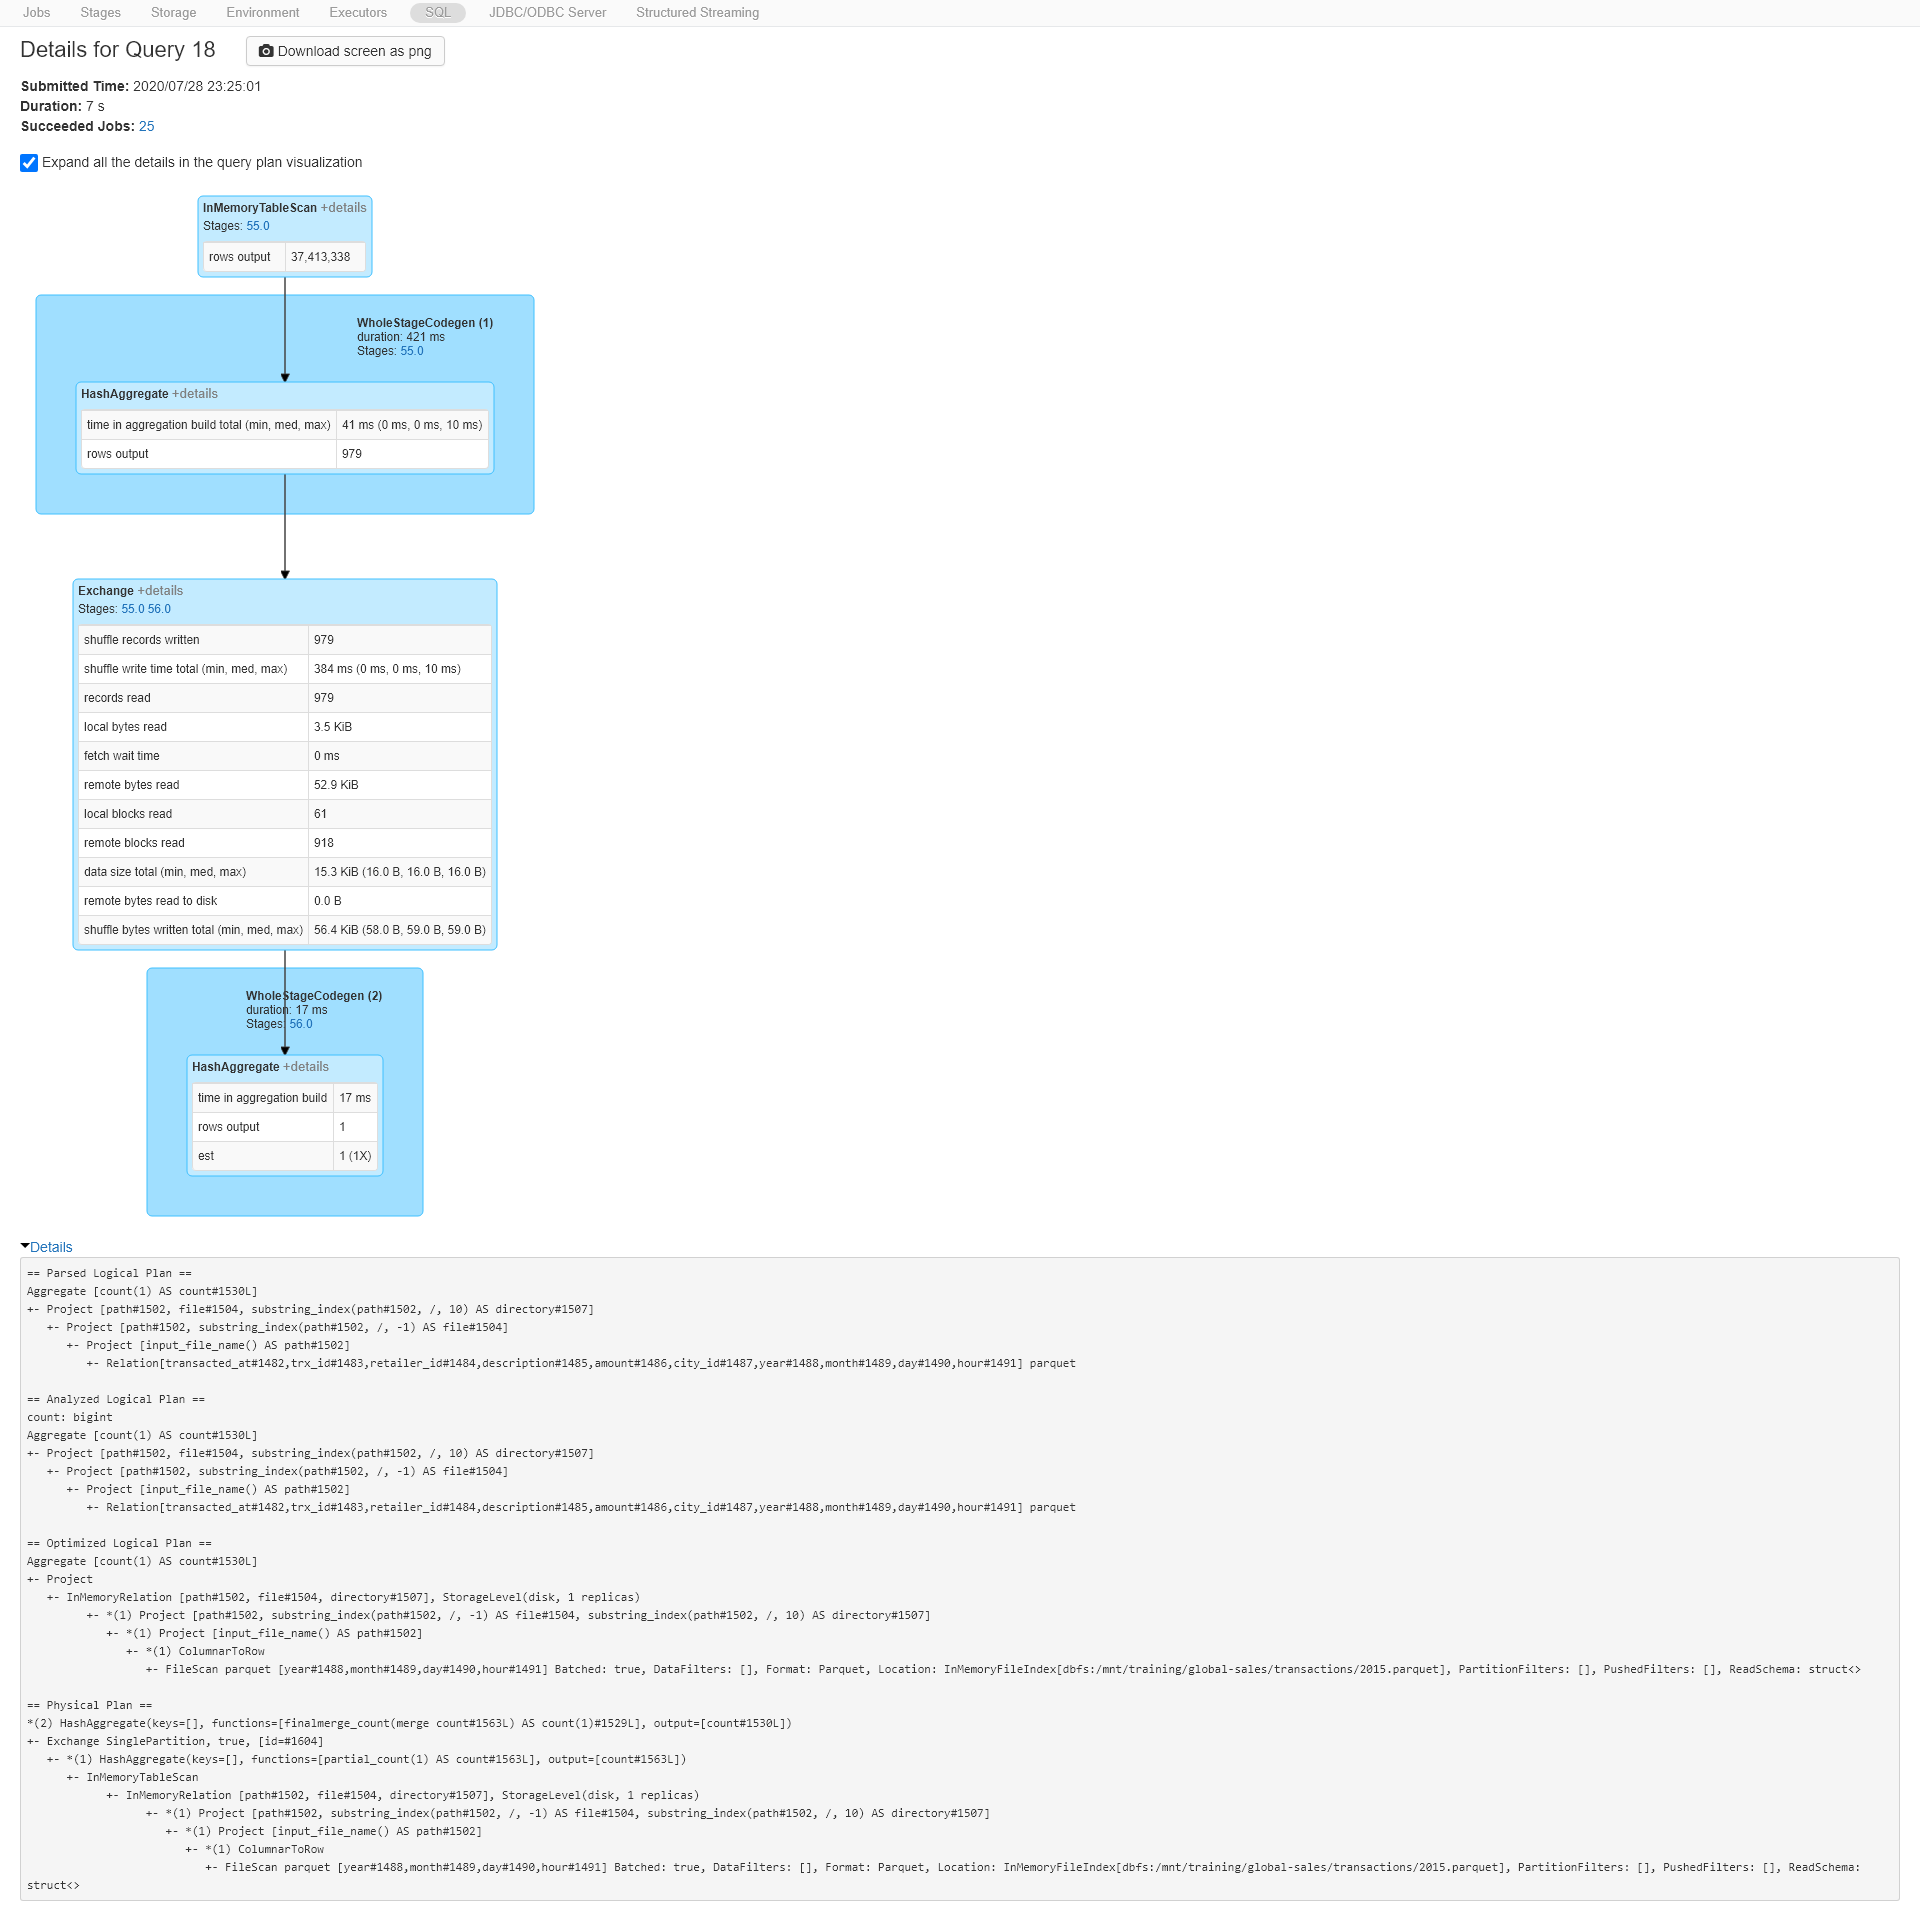 Jobs Stages Storage Environment Executors SQL JDBC/ODBC Server Structured Streaming
Details for Query 18 Download screen as png
Submitted Time: 2020/07/28 23:25:01
Duration: 7 s
Succeeded Jobs: 25
Expand all the details in the query plan visualization
InMemoryTableScan +details
Stages: 55.0
rows output 37,413,338
WholeStageCodegen (1)
duration: 421 ms
Stages: 55.0
HashAggregate +details
time in aggregation build total (min, med, max) 41 ms (0 ms, 0 ms, 10 ms)
rows output 979
Exchange +details
Stages: 55.0 56.0
shuffle records written 979
shuffle write time total (min, med, max) 384 ms (0 ms, 0 ms, 10 ms)
records read 979
local bytes read 3.5 KiB
fetch wait time 0 ms
remote bytes read 52.9 KiB
local blocks read 61
remote blocks read 918
data size total (min, med, max) 15.3 KiB (16.0 B, 16.0 B, 16.0 B)
remote bytes read to disk 0.0 B
shuffle bytes written total (min, med, max) 56.4 KiB (58.0 B, 59.0 B, 59.0 B)
WholeStageCodegen (2)
duration: 17 ms
Stages: 56.0
HashAggregate +details
time in aggregation build 17 ms
rows output 1
est 1 (1X)
Details
== Parsed Logical Plan ==
Aggregate [count(1) AS count#1530L]
+- Project [path#1502, file#1504, substring_index(path#1502, /, 10) AS directory#1507]
   +- Project [path#1502, substring_index(path#1502, /, -1) AS file#1504]
      +- Project [input_file_name() AS path#1502]
         +- Relation[transacted_at#1482,trx_id#1483,retailer_id#1484,description#1485,amount#1486,city_id#1487,year#1488,month#1489,day#1490,hour#1491] parquet
== Analyzed Logical Plan ==
count: bigint
Aggregate [count(1) AS count#1530L]
+- Project [path#1502, file#1504, substring_index(path#1502, /, 10) AS directory#1507]
   +- Project [path#1502, substring_index(path#1502, /, -1) AS file#1504]
      +- Project [input_file_name() AS path#1502]
         +- Relation[transacted_at#1482,trx_id#1483,retailer_id#1484,description#1485,amount#1486,city_id#1487,year#1488,month#1489,day#1490,hour#1491] parquet
== Optimized Logical Plan ==
Aggregate [count(1) AS count#1530L]
+- Project
   +- InMemoryRelation [path#1502, file#1504, directory#1507], StorageLevel(disk, 1 replicas)
         +- *(1) Project [path#1502, substring_index(path#1502, /, -1) AS file#1504, substring_index(path#1502, /, 10) AS directory#1507]
            +- *(1) Project [input_file_name() AS path#1502]
               +- *(1) ColumnarToRow
                  +- FileScan parquet [year#1488,month#1489,day#1490,hour#1491] Batched: true, DataFilters: [], Format: Parquet, Location: InMemoryFileIndex[dbfs:/mnt/training/global-sales/transactions/2015.parquet], PartitionFilters: [], PushedFilters: [], ReadSchema: struct<>
== Physical Plan ==
*(2) HashAggregate(keys=[], functions=[finalmerge_count(merge count#1563L) AS count(1)#1529L], output=[count#1530L])
+- Exchange SinglePartition, true, [id=#1604]
   +- *(1) HashAggregate(keys=[], functions=[partial_count(1) AS count#1563L], output=[count#1563L])
      +- InMemoryTableScan
            +- InMemoryRelation [path#1502, file#1504, directory#1507], StorageLevel(disk, 1 replicas)
                  +- *(1) Project [path#1502, substring_index(path#1502, /, -1) AS file#1504, substring_index(path#1502, /, 10) AS directory#1507]
                     +- *(1) Project [input_file_name() AS path#1502]
                        +- *(1) ColumnarToRow
                           +- FileScan parquet [year#1488,month#1489,day#1490,hour#1491] Batched: true, DataFilters: [], Format: Parquet, Location: InMemoryFileIndex[dbfs:/mnt/training/global-sales/transactions/2015.parquet], PartitionFilters: [], PushedFilters: [], ReadSchema:
struct<>